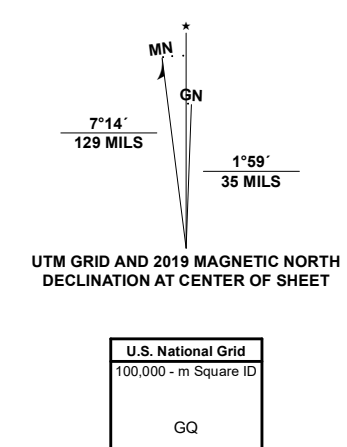 MN
GN
7°14´
129 MILS
1°59´
35 MILS
UTM GRID AND 2019 MAGNETIC NORTH
DECLINATION AT CENTER OF SHEET
U.S. National Grid
100,000 - m Square ID
GQ